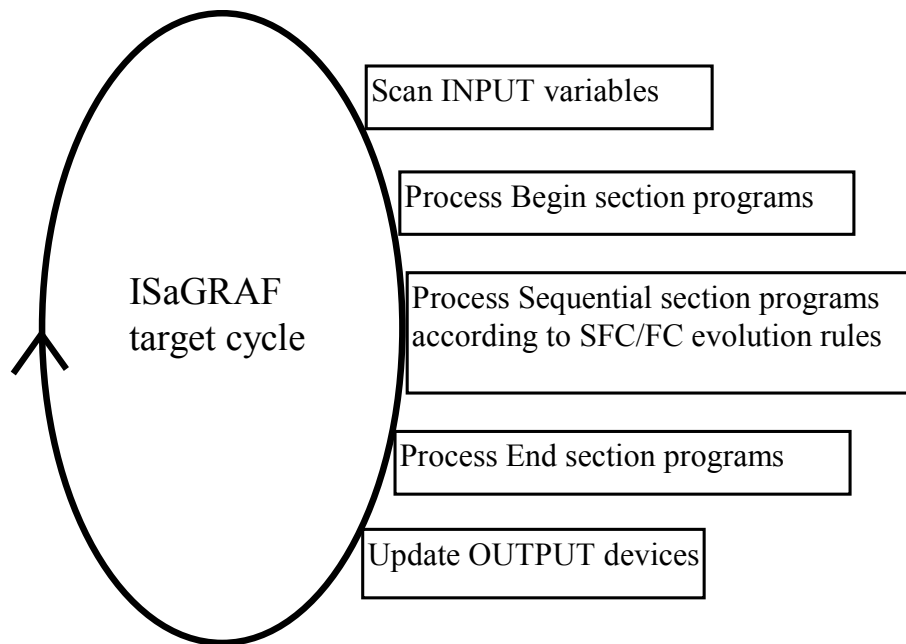 Scan INPUT variables
Process Begin section programs
ISaGRAF
target cycle
Process Sequential section programs
according to SFC/FC evolution rules
Process End section programs
Update OUTPUT devices